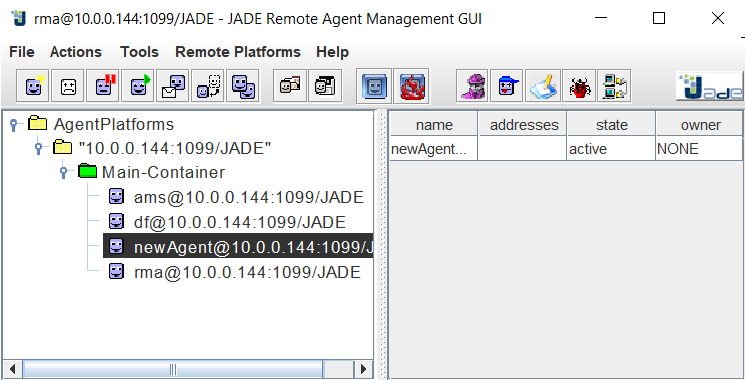 rma@10.0.0.144:1099/JADE - JADE Remote Agent Management GUI
File Actions Tools Remote Platforms Help
Jade
AgentPlatforms
"10.0.0.144:1099/JADE"
Main-Container
ams@10.0.0.144:1099/JADE
df@10.0.0.144:1099/JADE
newAgent@10.0.0.144:1099/J
rma@10.0.0.144:1099/JADE
name addresses state owner
newAgent... active NONE